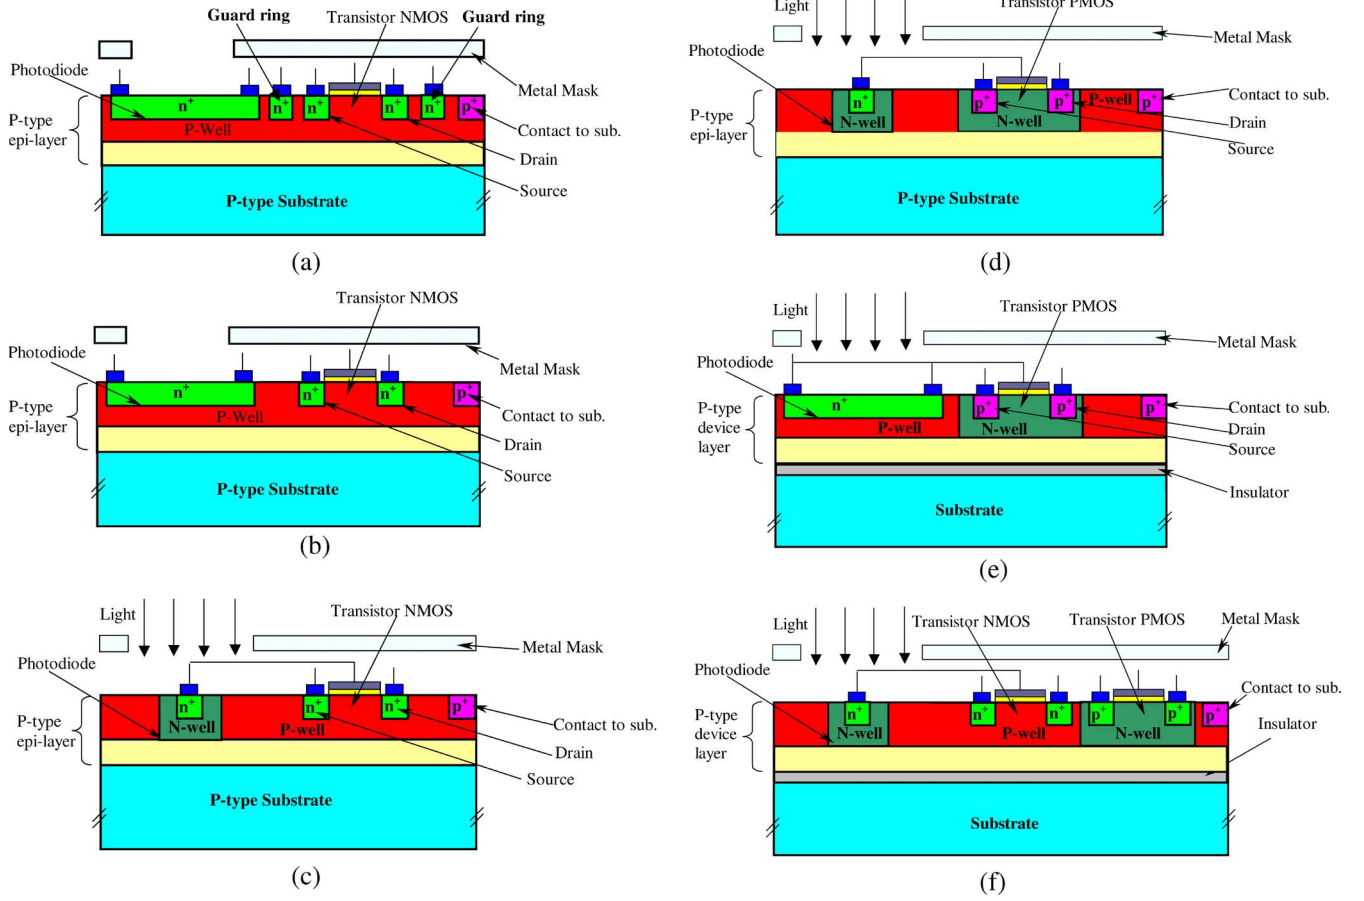 Guard ring
Transistor NMOS
Guard ring
Photodiode
Metal Mask
n+
n+
n+
n+
n+
p+
P-type
epi-layer
P-Well
Contact to sub.
Drain
Source
P-type Substrate
(a)
Transistor NMOS
Photodiode
Metal Mask
n+
n+
n+
p+
P-type
epi-layer
P-Well
Contact to sub.
Drain
Source
P-type Substrate
(b)
Light
Transistor NMOS
Metal Mask
Photodiode
n+
n+
n+
p+
P-type
epi-layer
N-well
P-well
Contact to sub.
Drain
Source
P-type Substrate
(c)
Light
Transistor PMOS
Metal Mask
Photodiode
n+
p+
p+
P-well
p+
Contact to sub.
P-type
epi-layer
N-well
N-well
Drain
Source
P-type Substrate
(d)
Light
Transistor PMOS
Metal Mask
Photodiode
n+
p+
p+
p+
P-type
device
layer
P-well
N-well
Contact to sub.
Drain
Source
Insulator
Substrate
(e)
Light
Transistor NMOS
Transistor PMOS
Metal Mask
Photodiode
n+
n+
n+
p+
p+
p+
Contact to sub.
P-type
device
layer
N-well
P-well
N-well
Insulator
Substrate
(f)